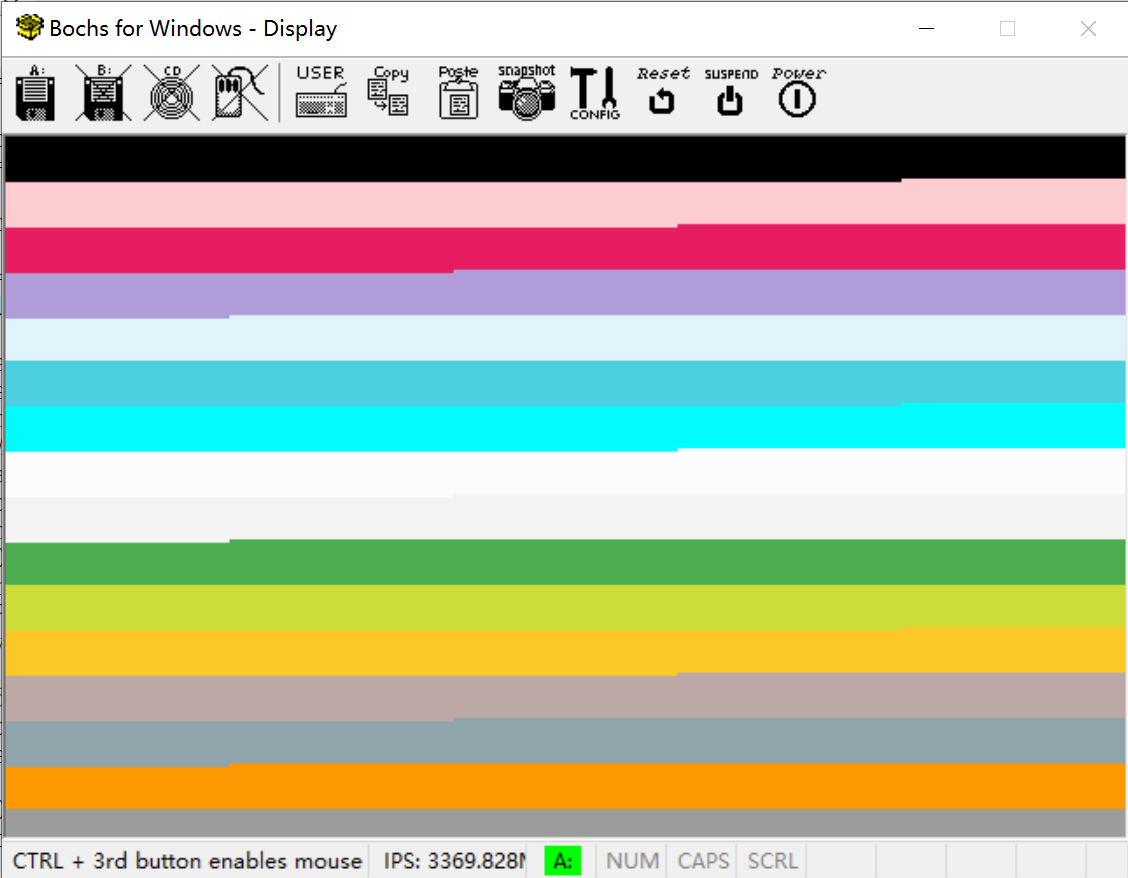 Bochs for Windows - Display
A: B: CD USER Copy Paste snapshot CONFIG Reset SUSPEND Power
CTRL + 3rd button enables mouse IPS: 3369.828M A: NUM CAPS SCRL